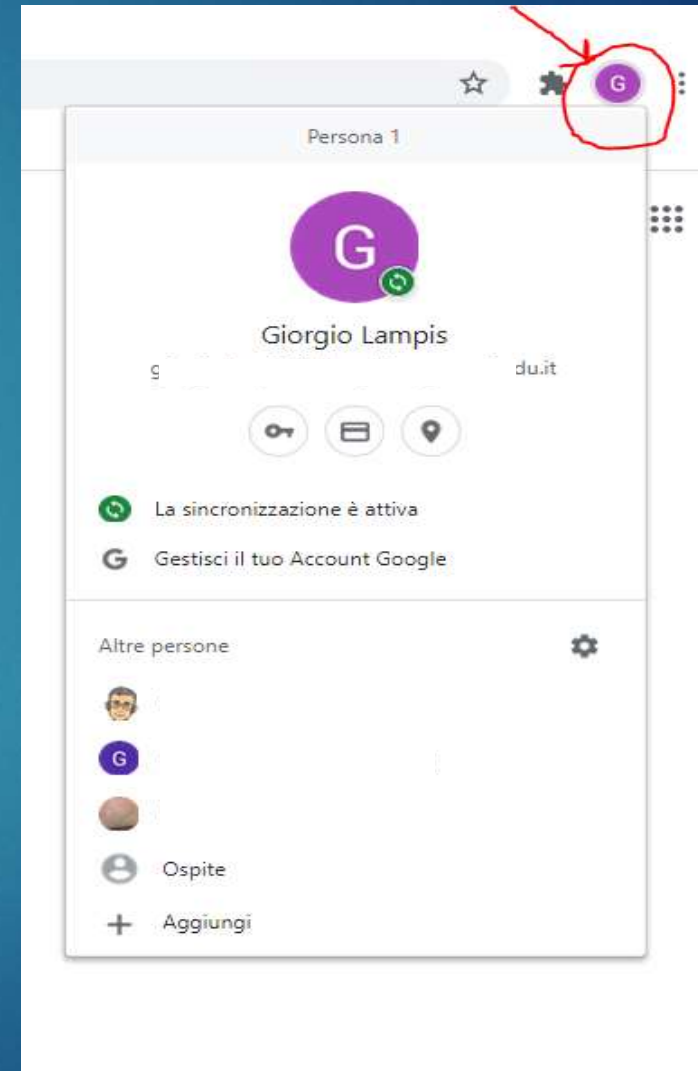 G
Persona 1
G
Giorgio Lampis
g du.it
La sincronizzazione è attiva
G Gestisci il tuo Account Google
Altre persone
G
Ospite
+ Aggiungi